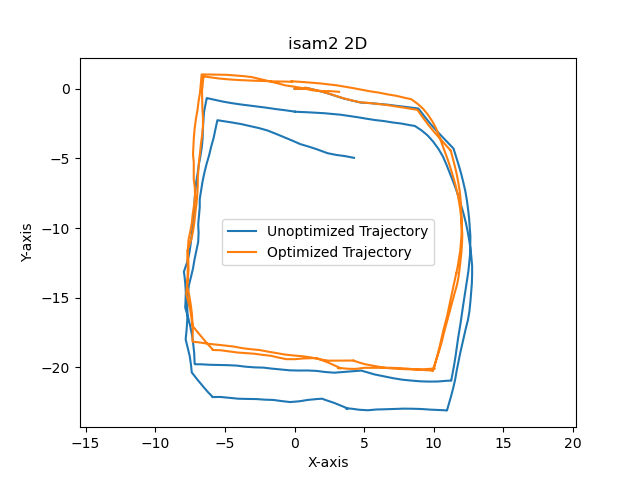 isam2 2D
Y-axis
0
−5
−10
−15
−20
Unoptimized Trajectory
Optimized Trajectory
−15 −10 −5 0 5 10 15 20
X-axis